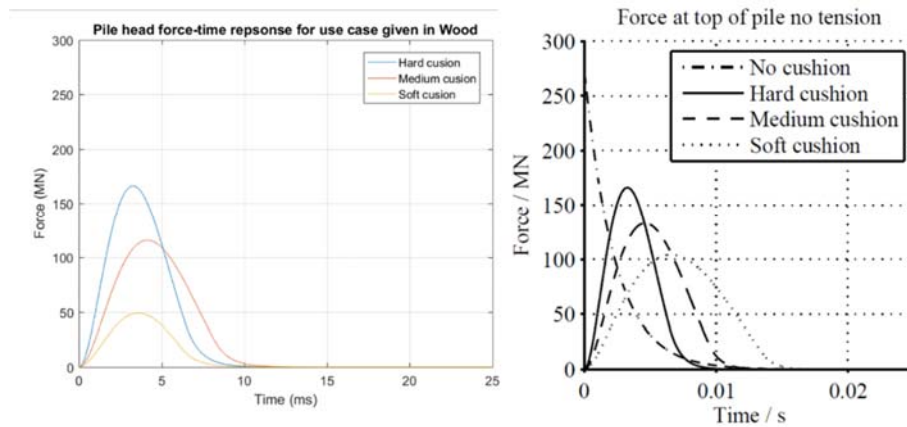 Pile head force-time repsonse for use case given in Wood
300
250
200
150
100
50
0
Force (MN)
0 5 10 15 20 25
Time (ms)
Hard cusion
Medium cusion
Soft cusion
Force at top of pile no tension
300
250
200
150
100
50
0
Force / MN
0 0.01 0.02
Time / s
No cushion
Hard cushion
Medium cushion
Soft cushion